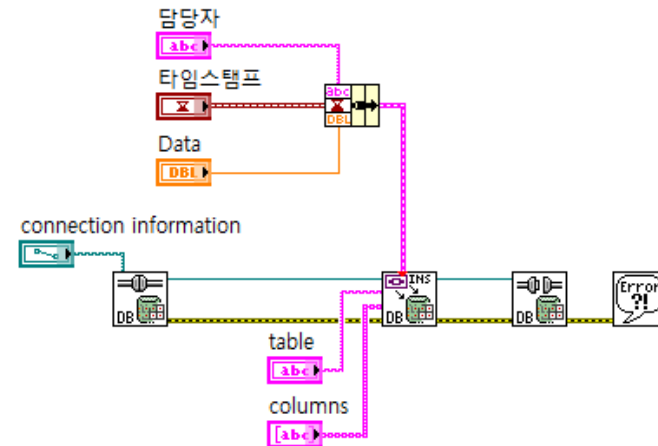 담당자
abc
타임스탬프
abc
Data
DBL
DBL
connection information
INS
DB
DB
DB
Error
?!
table
abc
columns
[abc]